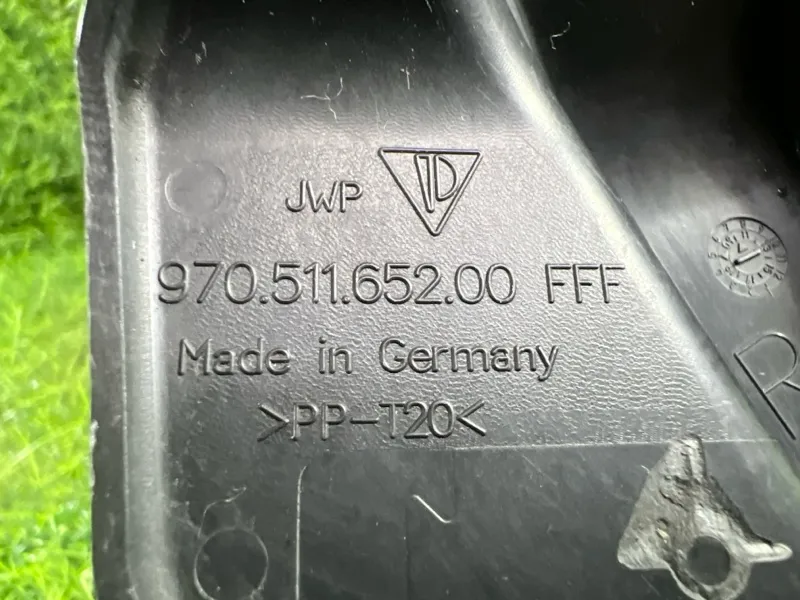 JWP
970.511.652.00 FFF
Made in Germany
>PP-T20<
R